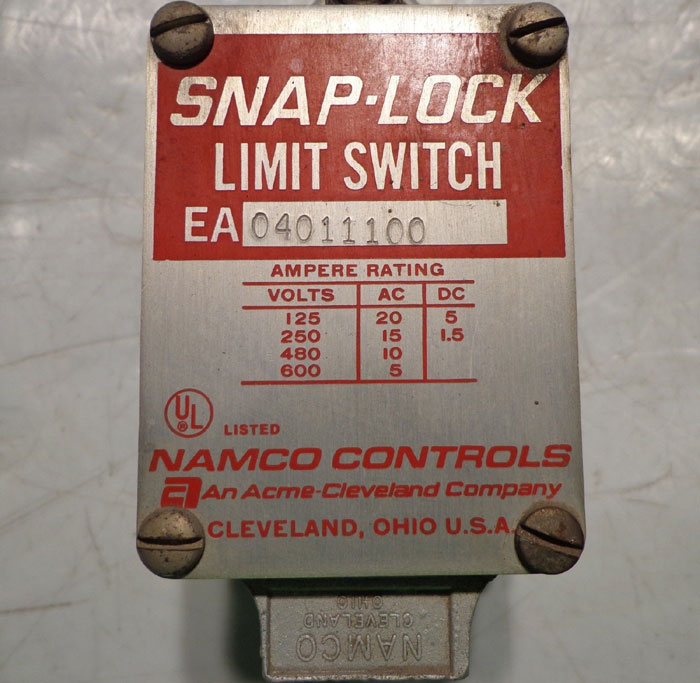 SNAP-LOCK
LIMIT SWITCH
EA 04011100
AMPERE RATING
VOLTS AC DC
125 20 5
250 15 1.5
480 10
600 5
UL ® LISTED
NAMCO CONTROLS
An Acme-Cleveland Company
CLEVELAND, OHIO U.S.A.
NAMCO
CLEVELAND
OHIO